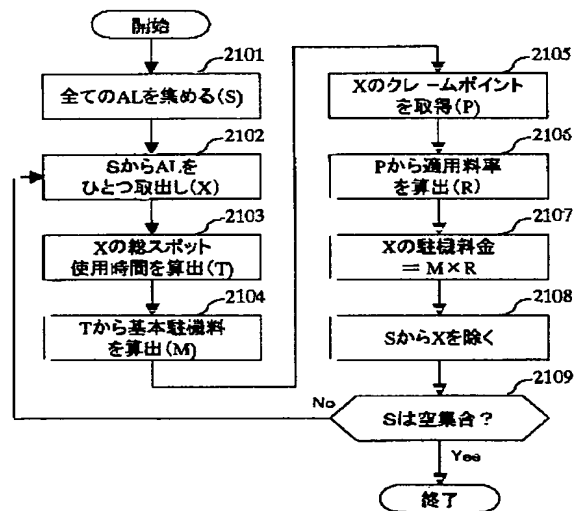 開始
2101
全てのALを集める(S)
2102
SからALを
ひとつ取出し(X)
2103
Xの総スポット
使用時間を算出(T)
2104
Tから基本駐機料
を算出(M)
2105
Xのクレームポイント
を取得(P)
2106
Pから適用料率
を算出(R)
2107
Xの駐機料金
＝M×R
2108
SからXを除く
2109
Sは空集合？
No
Yes
終了